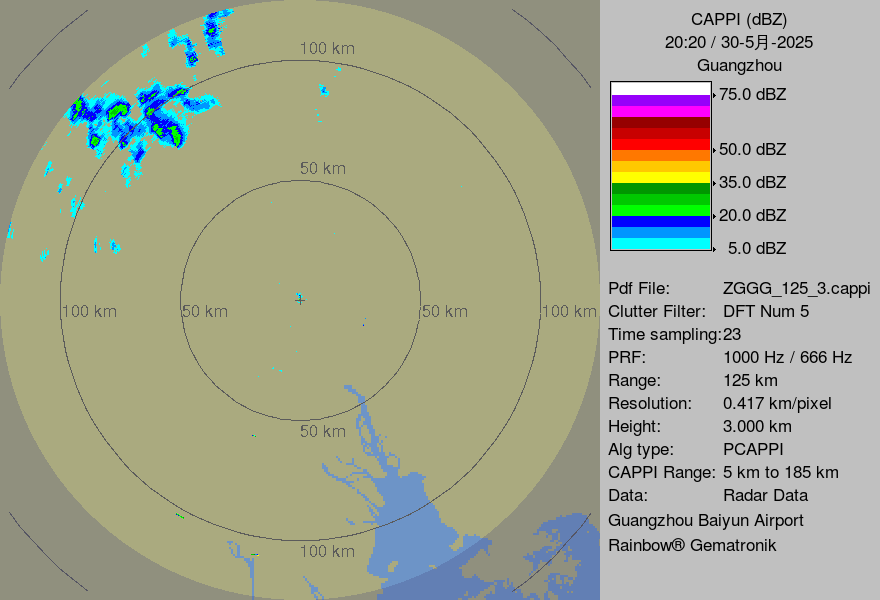 100 km
50 km
100 km
50 km
50 km
100 km
50 km
100 km
CAPPI (dBZ)
20:20 / 30-5月-2025
Guangzhou
75.0 dBZ
50.0 dBZ
35.0 dBZ
20.0 dBZ
5.0 dBZ
Pdf File: ZGGG_125_3.cappi
Clutter Filter: DFT Num 5
Time sampling:23
PRF: 1000 Hz / 666 Hz
Range: 125 km
Resolution: 0.417 km/pixel
Height: 3.000 km
Alg type: PCAPPI
CAPPI Range: 5 km to 185 km
Data: Radar Data
Guangzhou Baiyun Airport
Rainbow® Gematronik